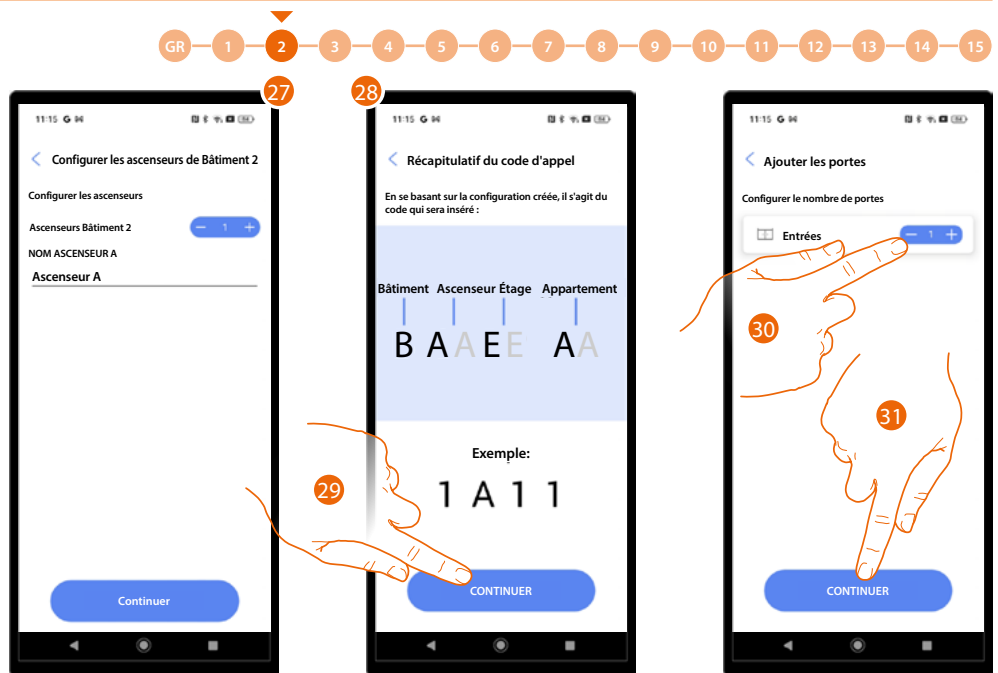 GR 1 2 3 4 5 6 7 8 9 10 11 12 13 14 15
27
11:15 G
Configurer les ascenseurs de Bâtiment 2
Configurer les ascenseurs
Ascenseurs Bâtiment 2 − 1 +
NOM ASCENSEUR A
Ascenseur A
Continuer
28
11:15 G
Récapitulatif du code d'appel
En se basant sur la configuration créée, il s'agit du
code qui sera inséré :
Bâtiment Ascenseur Étage Appartement
B A A E E A A
Exemple:
1 A 1 1
29
CONTINUER
11:15 G
Ajouter les portes
Configurer le nombre de portes
Entrées − 1 +
30
31
CONTINUER